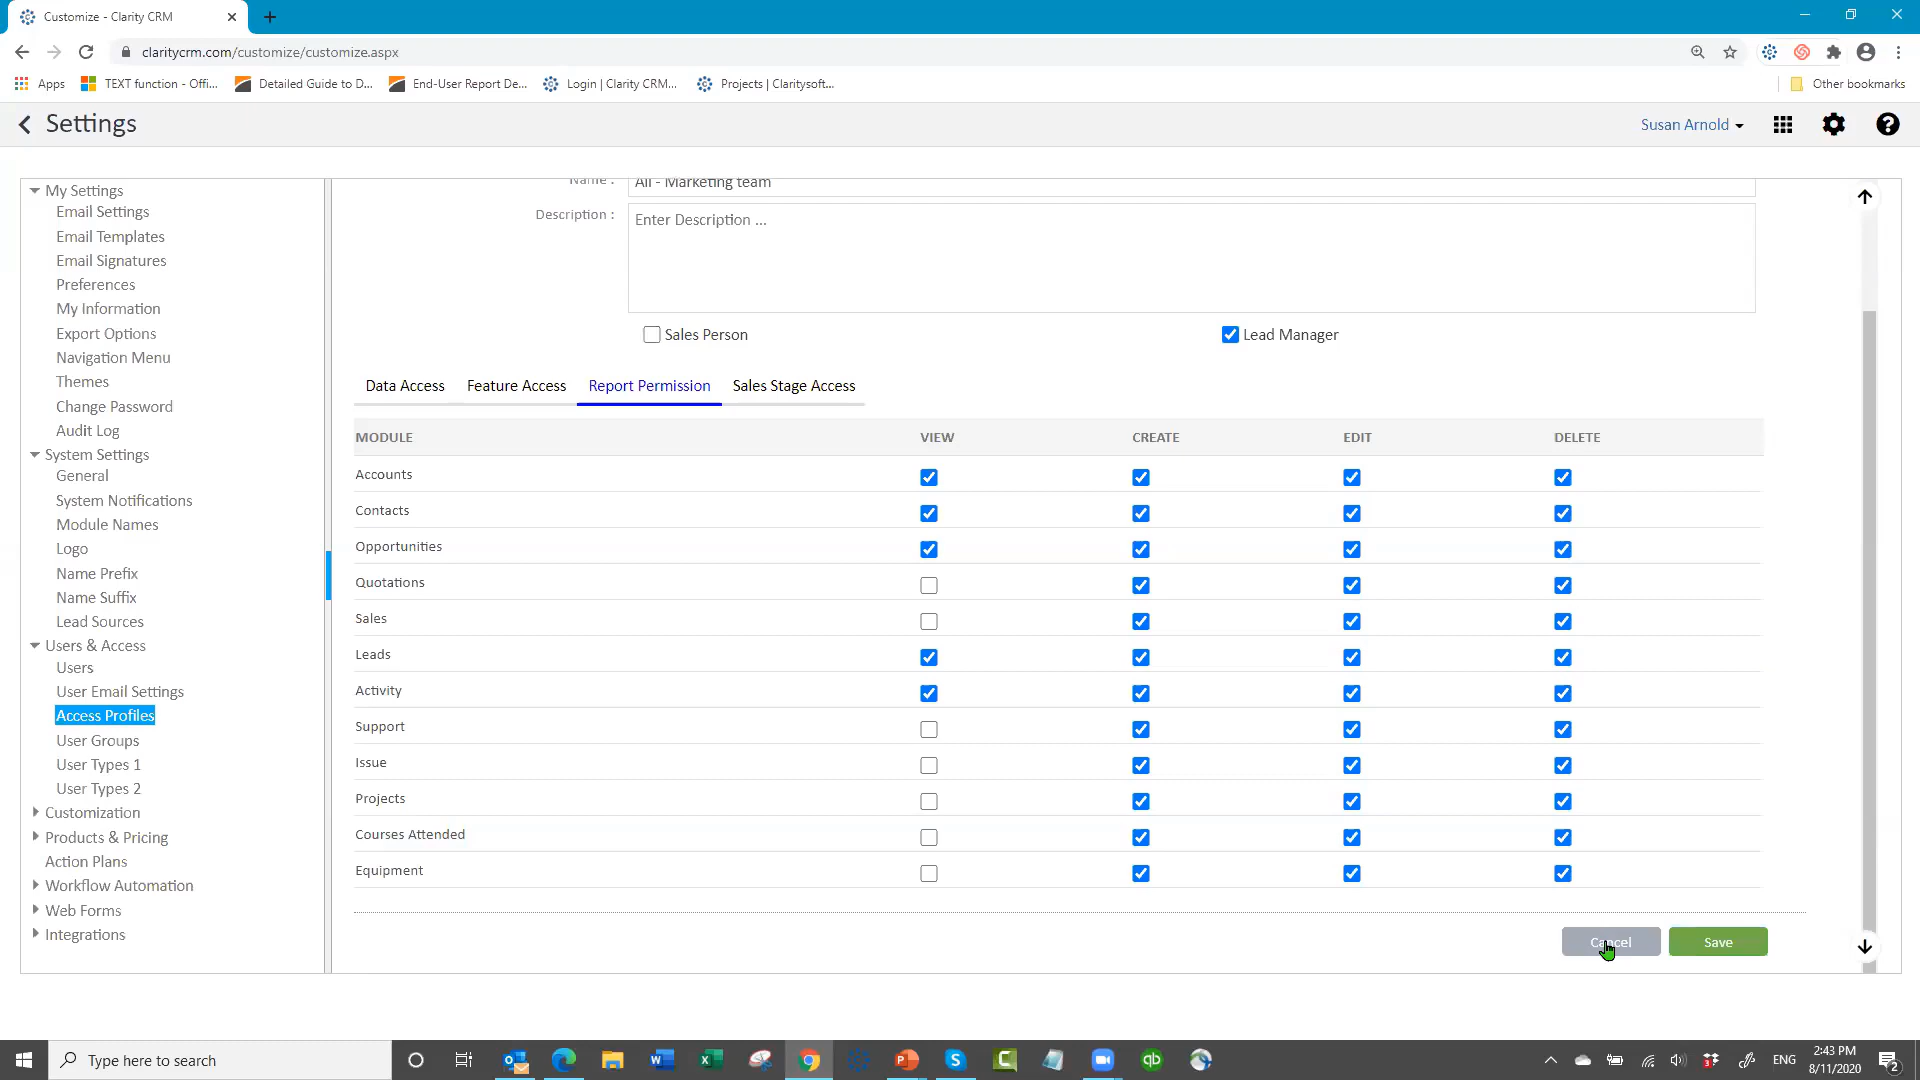 Customize - Clarity CRM
claritycrm.com/customize/customize.aspx
Apps
TEXT function - Offi...
Detailed Guide to D...
End-User Report De...
Login | Clarity CRM...
Projects | Claritysoft...
Other bookmarks
Settings
Susan Arnold
My Settings
Email Settings
Email Templates
Email Signatures
Preferences
My Information
Export Options
Navigation Menu
Themes
Change Password
Audit Log
System Settings
General
System Notifications
Module Names
Logo
Name Prefix
Name Suffix
Lead Sources
Users & Access
Users
User Email Settings
Access Profiles
User Groups
User Types 1
User Types 2
Customization
Products & Pricing
Action Plans
Workflow Automation
Web Forms
Integrations
Name : All - Marketing team
Description : Enter Description ...
Sales Person Lead Manager
Data Access Feature Access Report Permission Sales Stage Access
MODULE VIEW CREATE EDIT DELETE
Accounts
Contacts
Opportunities
Quotations
Sales
Leads
Activity
Support
Issue
Projects
Courses Attended
Equipment
Cancel Save
Type here to search
ENG
2:43 PM
8/11/2020
2